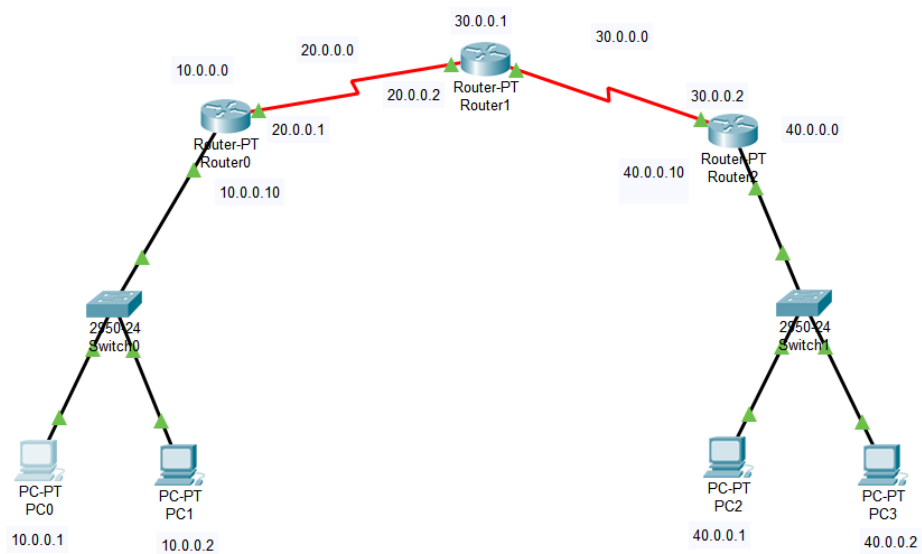 30.0.0.1
20.0.0.0
30.0.0.0
10.0.0.0
20.0.0.2
Router-PT
Router1
30.0.0.2
40.0.0.0
20.0.0.1
Router-PT
Router0
Router-PT
Router2
40.0.0.10
10.0.0.10
2950-24
Switch0
2950-24
Switch1
PC-PT
PC0
10.0.0.1
PC-PT
PC1
10.0.0.2
PC-PT
PC2
40.0.0.1
PC-PT
PC3
40.0.0.2